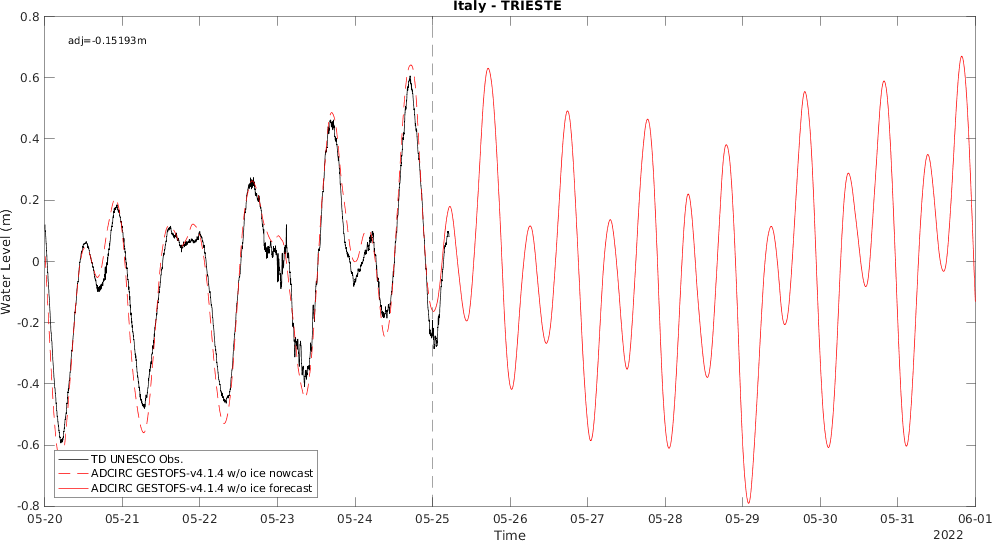 Italy - TRIESTE
adj=-0.15193m
Water Level (m)
0.8
0.6
0.4
0.2
0
-0.2
-0.4
-0.6
-0.8
TD UNESCO Obs.
ADCIRC GESTOFS-v4.1.4 w/o ice nowcast
ADCIRC GESTOFS-v4.1.4 w/o ice forecast
05-20 05-21 05-22 05-23 05-24 05-25 05-26 05-27 05-28 05-29 05-30 05-31 06-01
Time
2022